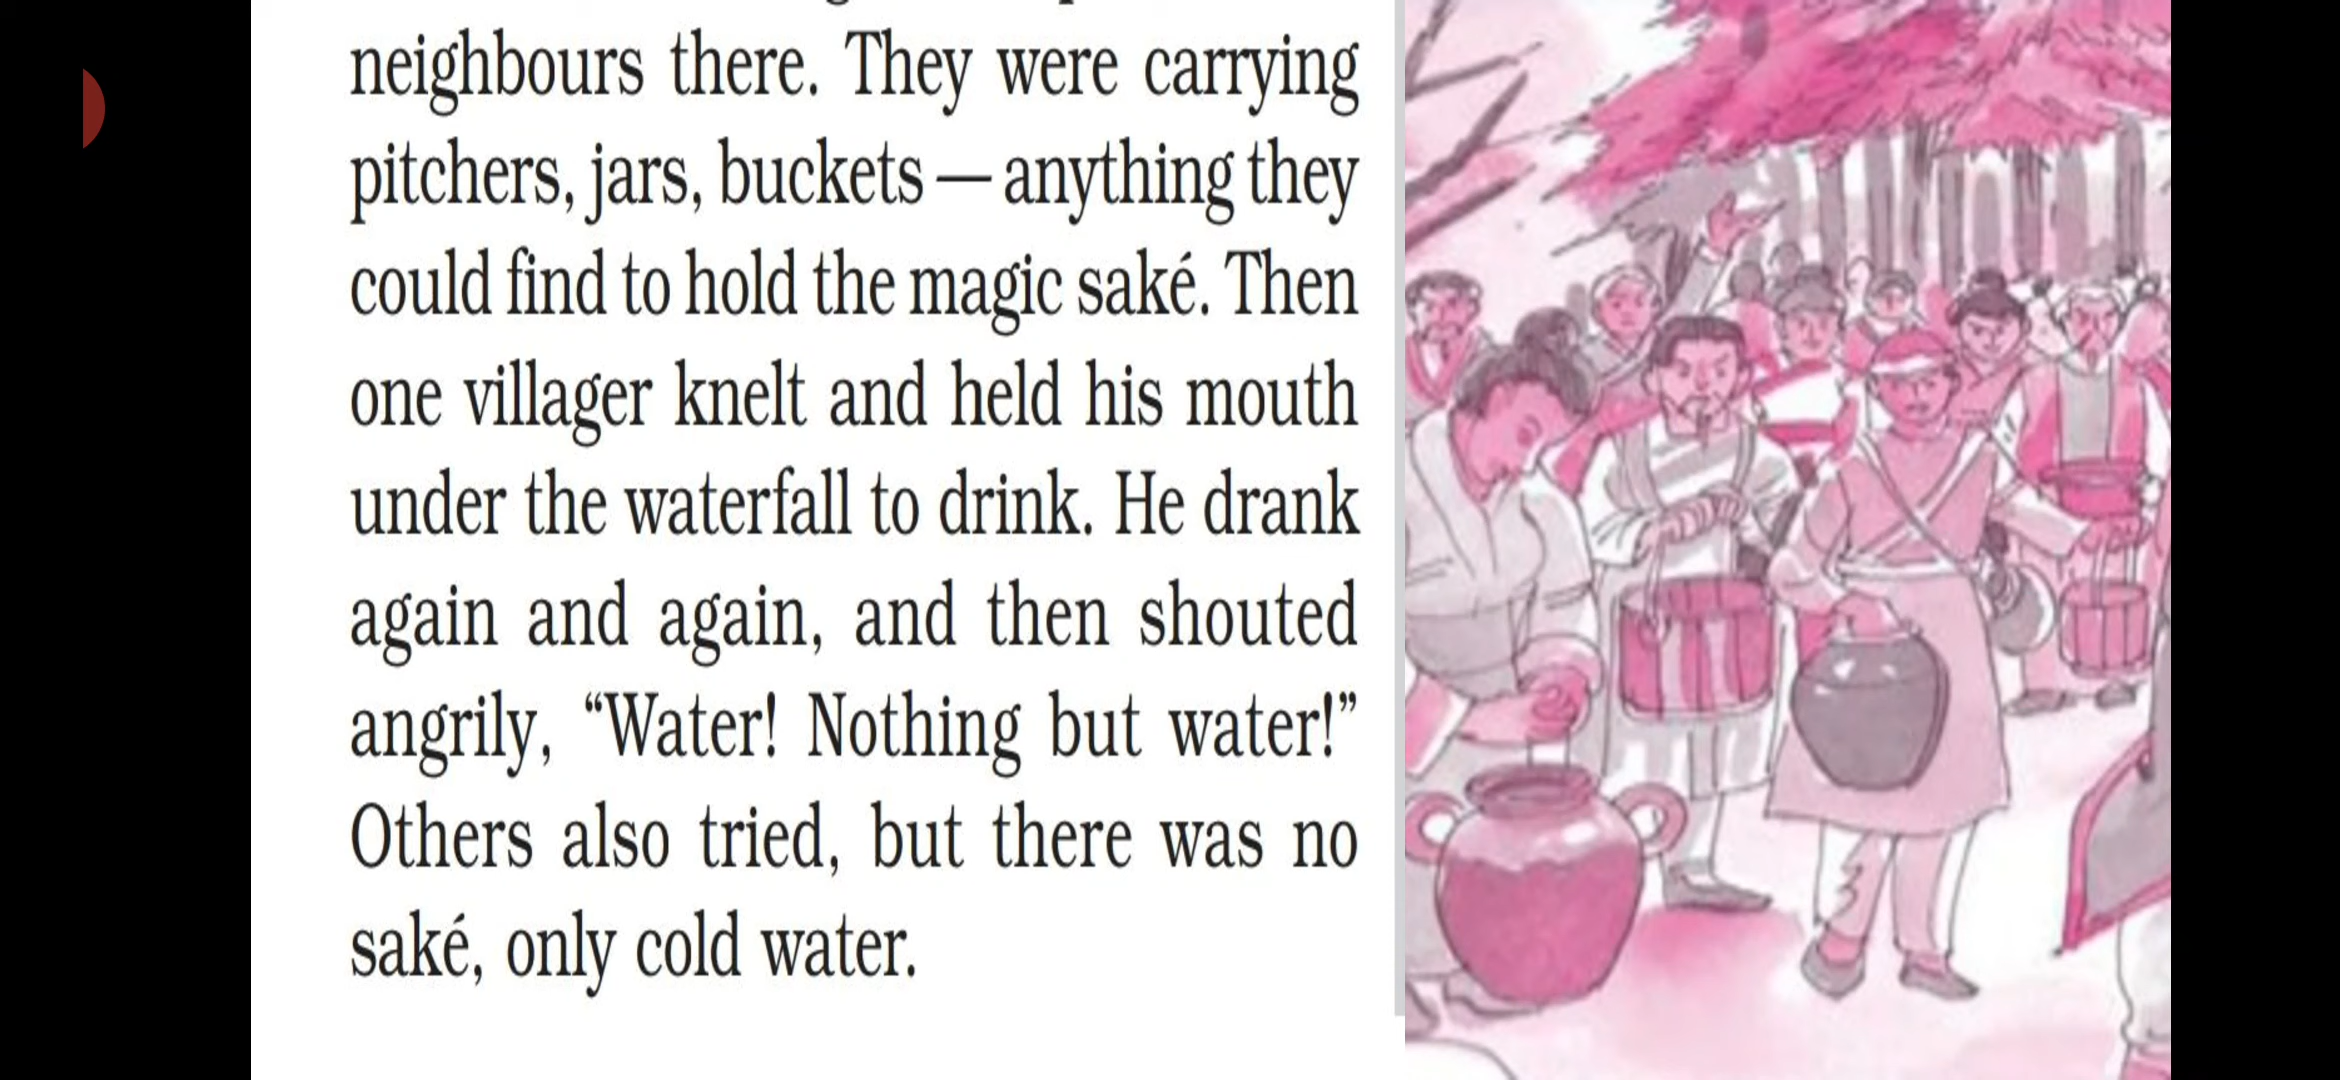 neighbours there. They were carrying
pitchers, jars, buckets — anything they
could find to hold the magic saké. Then
one villager knelt and held his mouth
under the waterfall to drink. He drank
again and again, and then shouted
angrily, “Water! Nothing but water!”
Others also tried, but there was no
saké, only cold water.